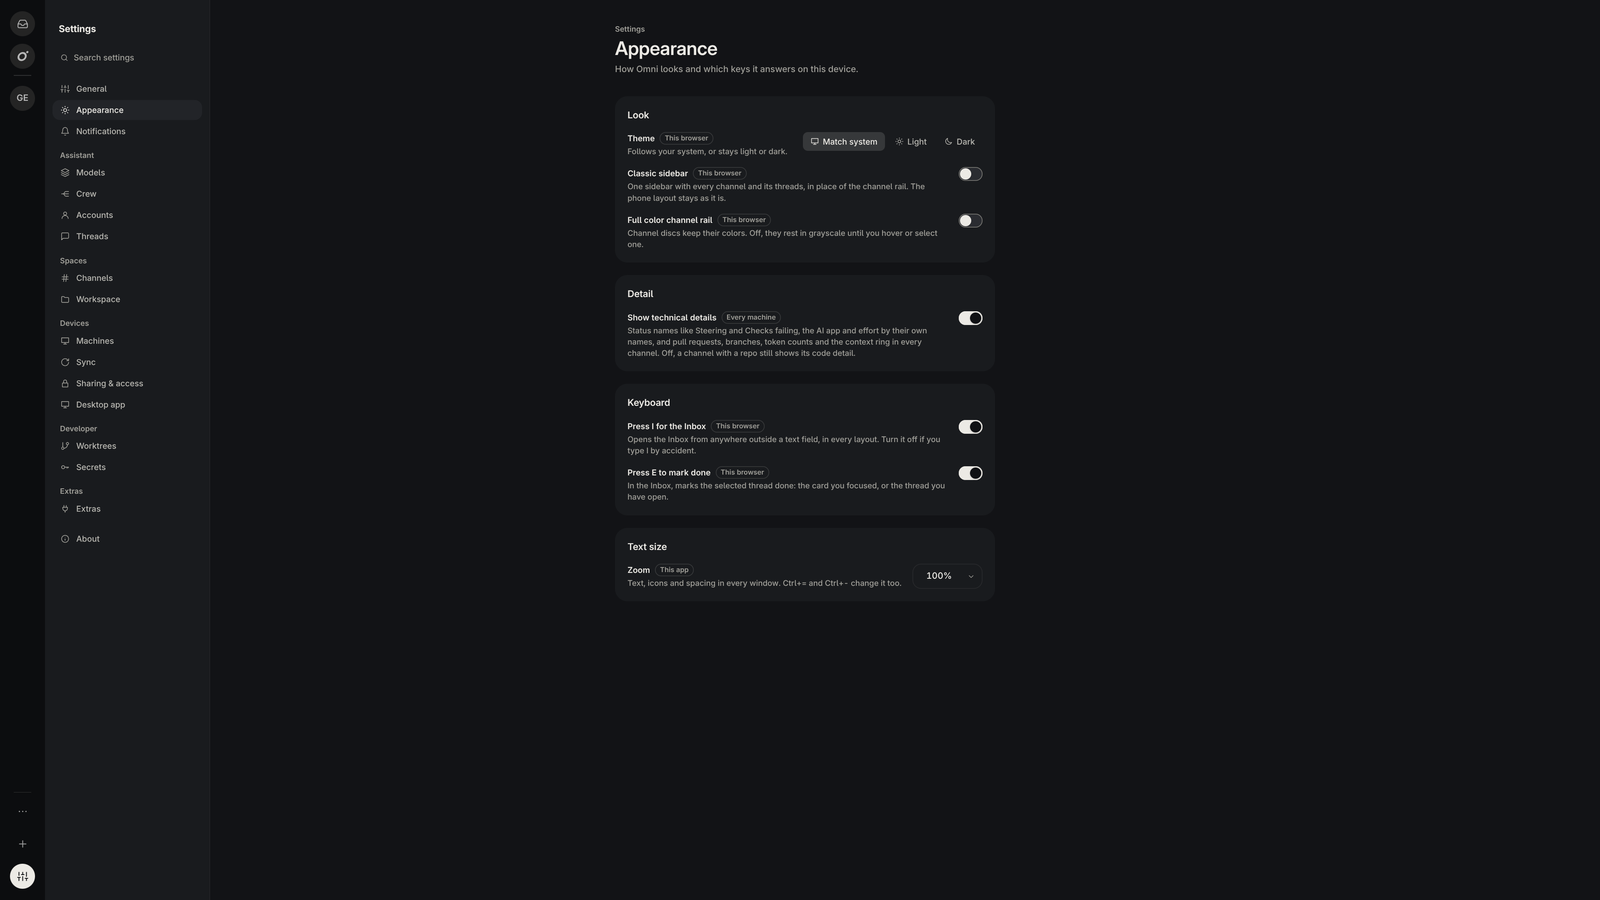 Settings
Search settings
GE
General
Appearance
Notifications
Assistant
Models
Crew
Accounts
Threads
Spaces
Channels
Workspace
Devices
Machines
Sync
Sharing & access
Desktop app
Developer
Worktrees
Secrets
Extras
Extras
About
Settings
Appearance
How Omni looks and which keys it answers on this device.
Look
Theme This browser
Follows your system, or stays light or dark.
Match system Light Dark
Classic sidebar This browser
One sidebar with every channel and its threads, in place of the channel rail. The
phone layout stays as it is.
Full color channel rail This browser
Channel discs keep their colors. Off, they rest in grayscale until you hover or select
one.
Detail
Show technical details Every machine
Status names like Steering and Checks failing, the AI app and effort by their own
names, and pull requests, branches, token counts and the context ring in every
channel. Off, a channel with a repo still shows its code detail.
Keyboard
Press I for the Inbox This browser
Opens the Inbox from anywhere outside a text field, in every layout. Turn it off if you
type I by accident.
Press E to mark done This browser
In the Inbox, marks the selected thread done: the card you focused, or the thread you
have open.
Text size
Zoom This app
Text, icons and spacing in every window. Ctrl+= and Ctrl+- change it too.
100%